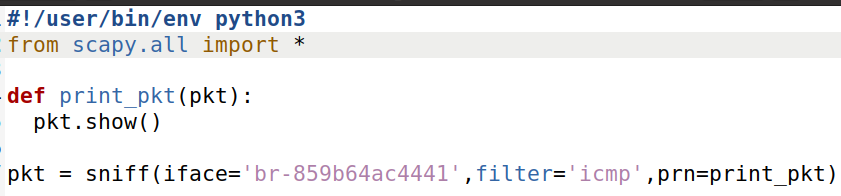 #!/user/bin/env python3
from scapy.all import *
def print_pkt(pkt):
  pkt.show()
pkt = sniff(iface='br-859b64ac4441',filter='icmp',prn=print_pkt)